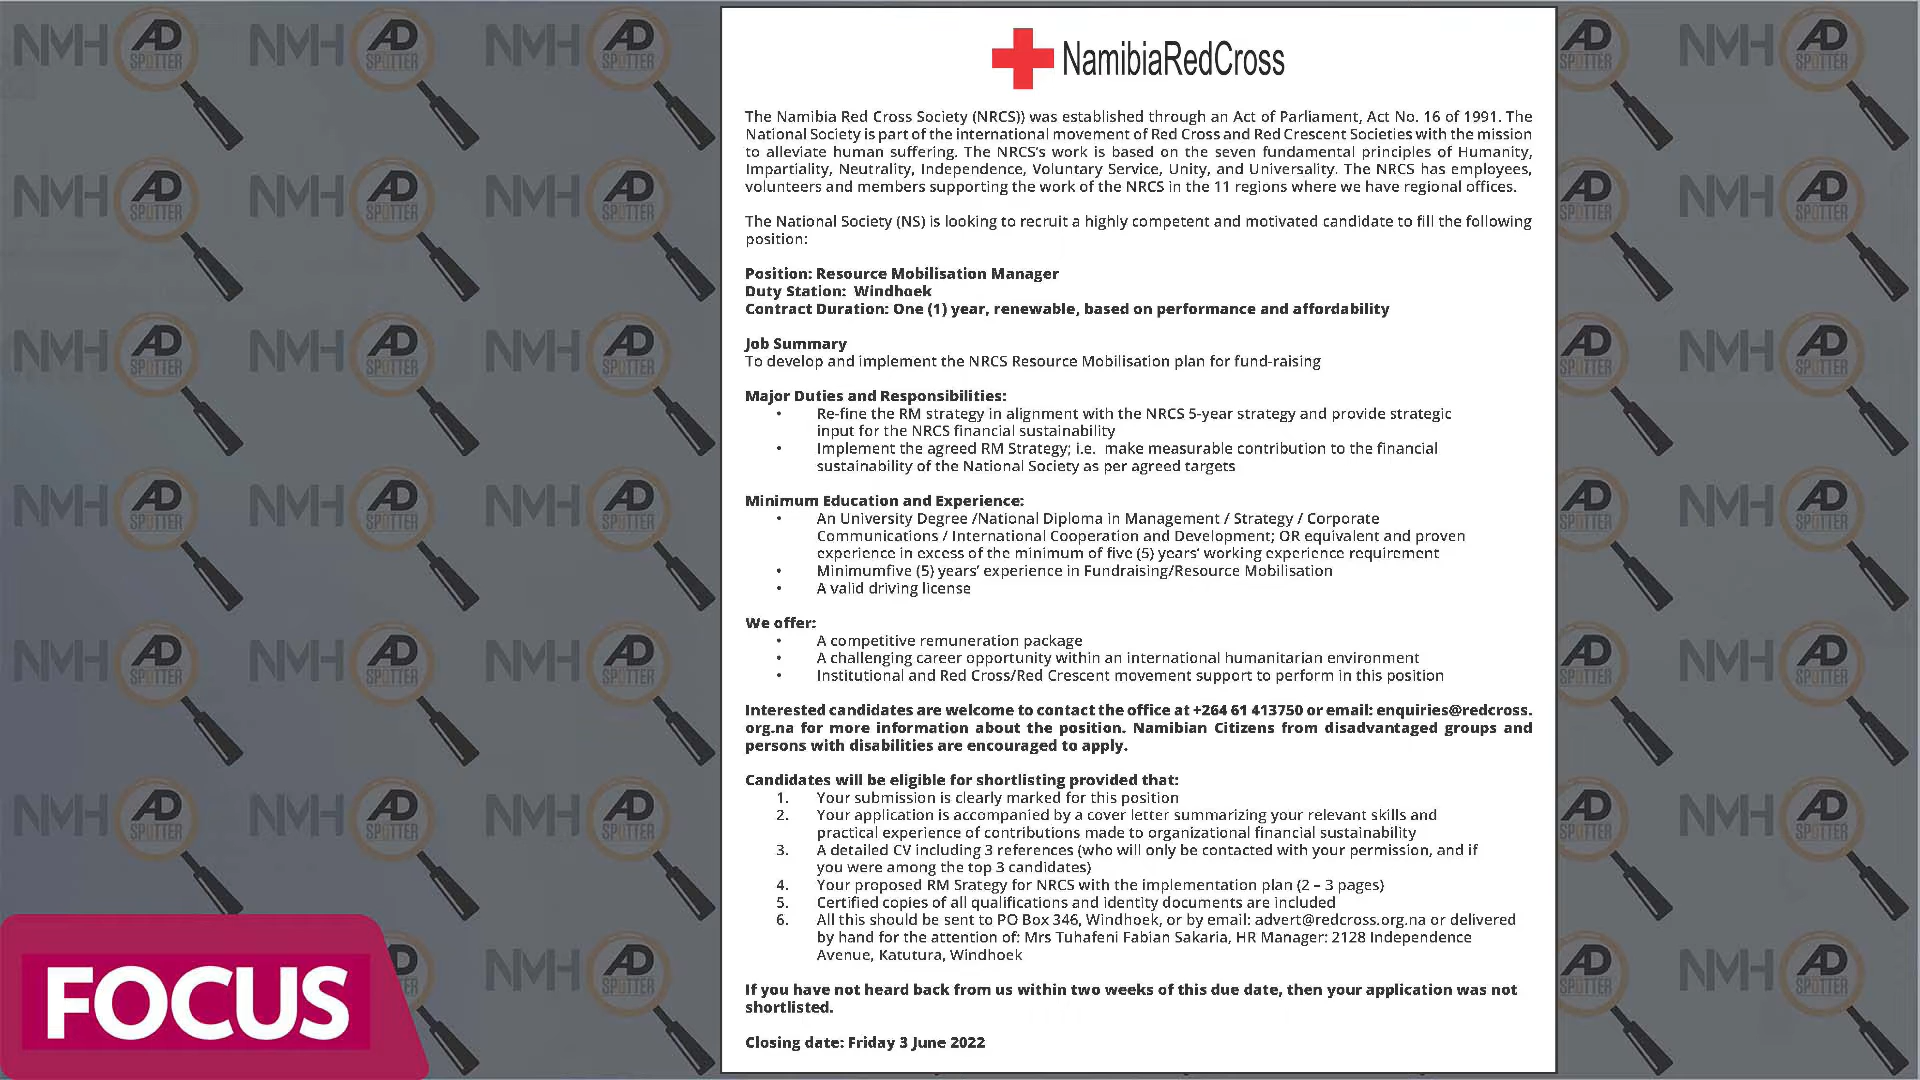 NamibiaRedCross
The Namibia Red Cross Society (NRCS)) was established through an Act of Parliament, Act No. 16 of 1991. The
National Society is part of the international movement of Red Cross and Red Crescent Societies with the mission
to alleviate human suffering. The NRCS's work is based on the seven fundamental principles of Humanity,
Impartiality, Neutrality, Independence, Voluntary Service, Unity, and Universality. The NRCS has employees,
volunteers and members supporting the work of the NRCS in the 11 regions where we have regional offices.
The National Society (NS) is looking to recruit a highly competent and motivated candidate to fill the following
position:
Position: Resource Mobilisation Manager
Duty Station: Windhoek
Contract Duration: One (1) year, renewable, based on performance and affordability
Job Summary
To develop and implement the NRCS Resource Mobilisation plan for fund-raising
Major Duties and Responsibilities:
• Re-fine the RM strategy in alignment with the NRCS 5-year strategy and provide strategic
input for the NRCS financial sustainability
• Implement the agreed RM Strategy; i.e. make measurable contribution to the financial
sustainability of the National Society as per agreed targets
Minimum Education and Experience:
• An University Degree /National Diploma in Management / Strategy / Corporate
Communications / International Cooperation and Development; OR equivalent and proven
experience in excess of the minimum of five (5) years' working experience requirement
• Minimumfive (5) years' experience in Fundraising/Resource Mobilisation
• A valid driving license
We offer:
• A competitive remuneration package
• A challenging career opportunity within an international humanitarian environment
• Institutional and Red Cross/Red Crescent movement support to perform in this position
Interested candidates are welcome to contact the office at +264 61 413750 or email: enquiries@redcross.
org.na for more information about the position. Namibian Citizens from disadvantaged groups and
persons with disabilities are encouraged to apply.
Candidates will be eligible for shortlisting provided that:
1. Your submission is clearly marked for this position
2. Your application is accompanied by a cover letter summarizing your relevant skills and
practical experience of contributions made to organizational financial sustainability
3. A detailed CV including 3 references (who will only be contacted with your permission, and if
you were among the top 3 candidates)
4. Your proposed RM Srategy for NRCS with the implementation plan (2 – 3 pages)
5. Certified copies of all qualifications and identity documents are included
6. All this should be sent to PO Box 346, Windhoek, or by email: advert@redcross.org.na or delivered
by hand for the attention of: Mrs Tuhafeni Fabian Sakaria, HR Manager: 2128 Independence
Avenue, Katutura, Windhoek
If you have not heard back from us within two weeks of this due date, then your application was not
shortlisted.
Closing date: Friday 3 June 2022
FOCUS
NMH AD SPOTTER